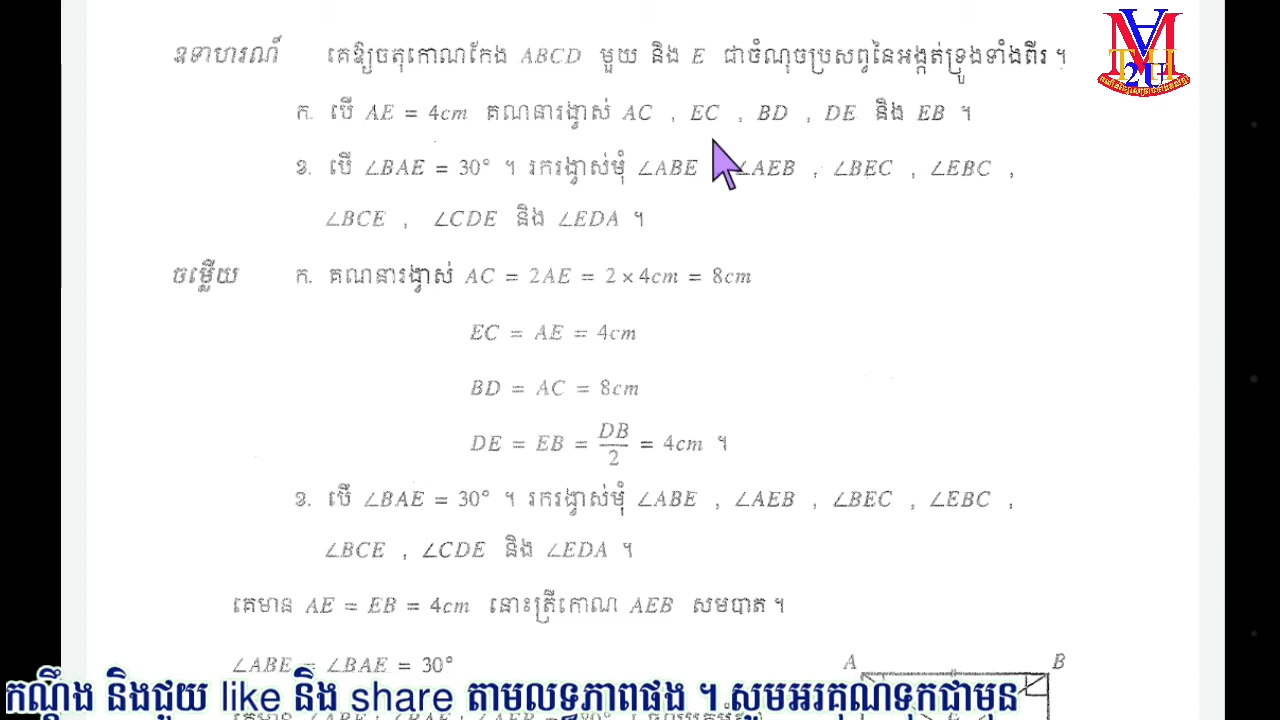 ឧទាហរណ៍ គេឱ្យចតុកោណកែង ABCD មួយ និង E ជាចំណុចប្រសព្វនៃអង្កត់ទ្រូងទាំងពីរ ។
ក. បើ AE = 4cm គណនារង្វាស់ AC , EC , BD , DE និង EB ។
ខ. បើ ∠BAE = 30° ។ រករង្វាស់មុំ ∠ABE ∠AEB , ∠BEC , ∠EBC ,
∠BCE , ∠CDE និង ∠EDA ។
ចម្លើយ ក. គណនារង្វាស់ AC = 2AE = 2 × 4cm = 8cm
EC = AE = 4cm
BD = AC = 8cm
DE = EB = DB/2 = 4cm ។
ខ. បើ ∠BAE = 30° ។ រករង្វាស់មុំ ∠ABE , ∠AEB , ∠BEC , ∠EBC ,
∠BCE , ∠CDE និង ∠EDA ។
គេមាន AE = EB = 4cm នោះត្រីកោណ AEB សមបាត ។
∠ABE = ∠BAE = 30°
A B
កណ្ដឹង និងជួយ like និង share តាមលទ្ធភាពផង ។ សូមអរគុណទុកជាមុន